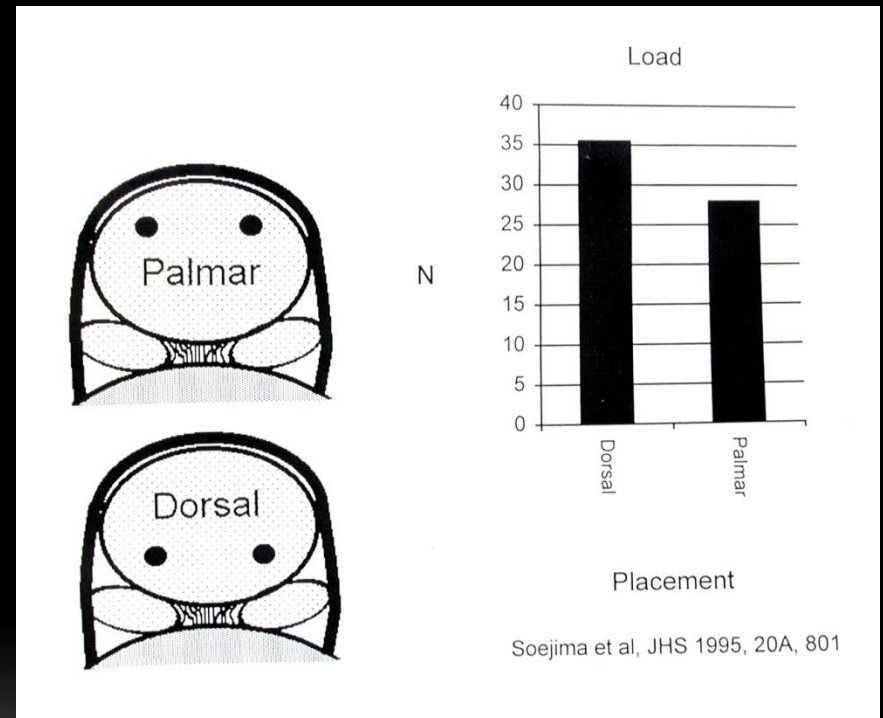 Palmar
Dorsal
Load
N
40
35
30
25
20
15
10
5
0
Dorsal
Palmar
Placement
Soejima et al, JHS 1995, 20A, 801